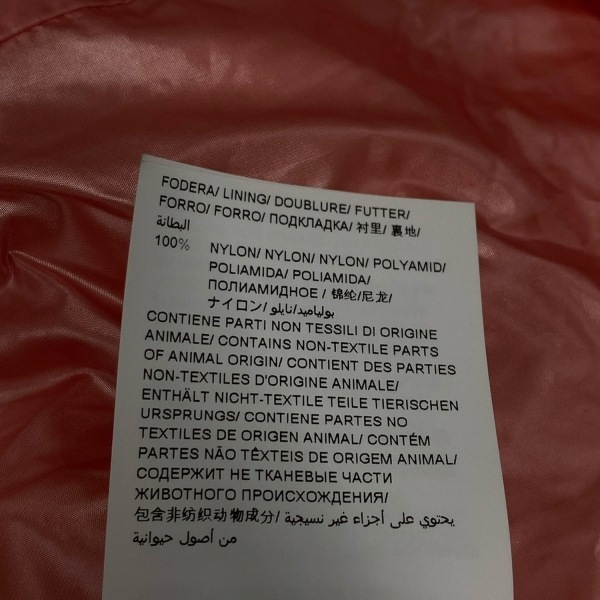 FODERA/ LINING/ DOUBLURE/ FUTTER/
FORRO/ FORRO/ ПОДКЛАДКА/ 衬里/ 裏地/
البطانة
100% NYLON/ NYLON/ NYLON/ POLYAMID/
POLIAMIDA/ POLIAMIDA/
ПОЛИАМИДНОЕ / 锦纶/尼龙/
ナイロン/ بولياميد/نايلو
CONTIENE PARTI NON TESSILI DI ORIGINE
ANIMALE/ CONTAINS NON-TEXTILE PARTS
OF ANIMAL ORIGIN/ CONTIENT DES PARTIES
NON-TEXTILES D'ORIGINE ANIMALE/
ENTHÄLT NICHT-TEXTILE TEILE TIERISCHEN
URSPRUNGS/ CONTIENE PARTES NO
TEXTILES DE ORIGEN ANIMAL/ CONTÉM
PARTES NÃO TÊXTEIS DE ORIGEM ANIMAL/
СОДЕРЖИТ НЕ ТКАНЕВЫЕ ЧАСТИ
ЖИВОТНОГО ПРОИСХОЖДЕНИЯ/
包含非纺织动物成分/ يحتوي على أجزاء غير نسيجية
من أصول حيوانية